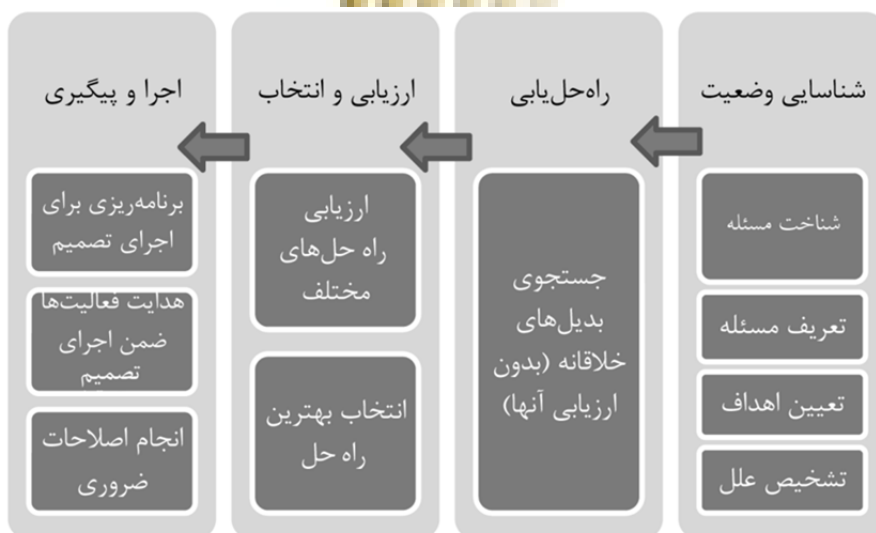 شناسایی وضعیت
شناخت مسئله
تعریف مسئله
تعیین اهداف
تشخیص علل
راه‌حل‌یابی
جستجوی
بدیل‌های
خلاقانه (بدون
ارزیابی آنها)
ارزیابی و انتخاب
ارزیابی
راه حل‌های
مختلف
انتخاب بهترین
راه حل
اجرا و پیگیری
برنامه‌ریزی برای
اجرای تصمیم
هدایت فعالیت‌ها
ضمن اجرای
تصمیم
انجام اصلاحات
ضروری